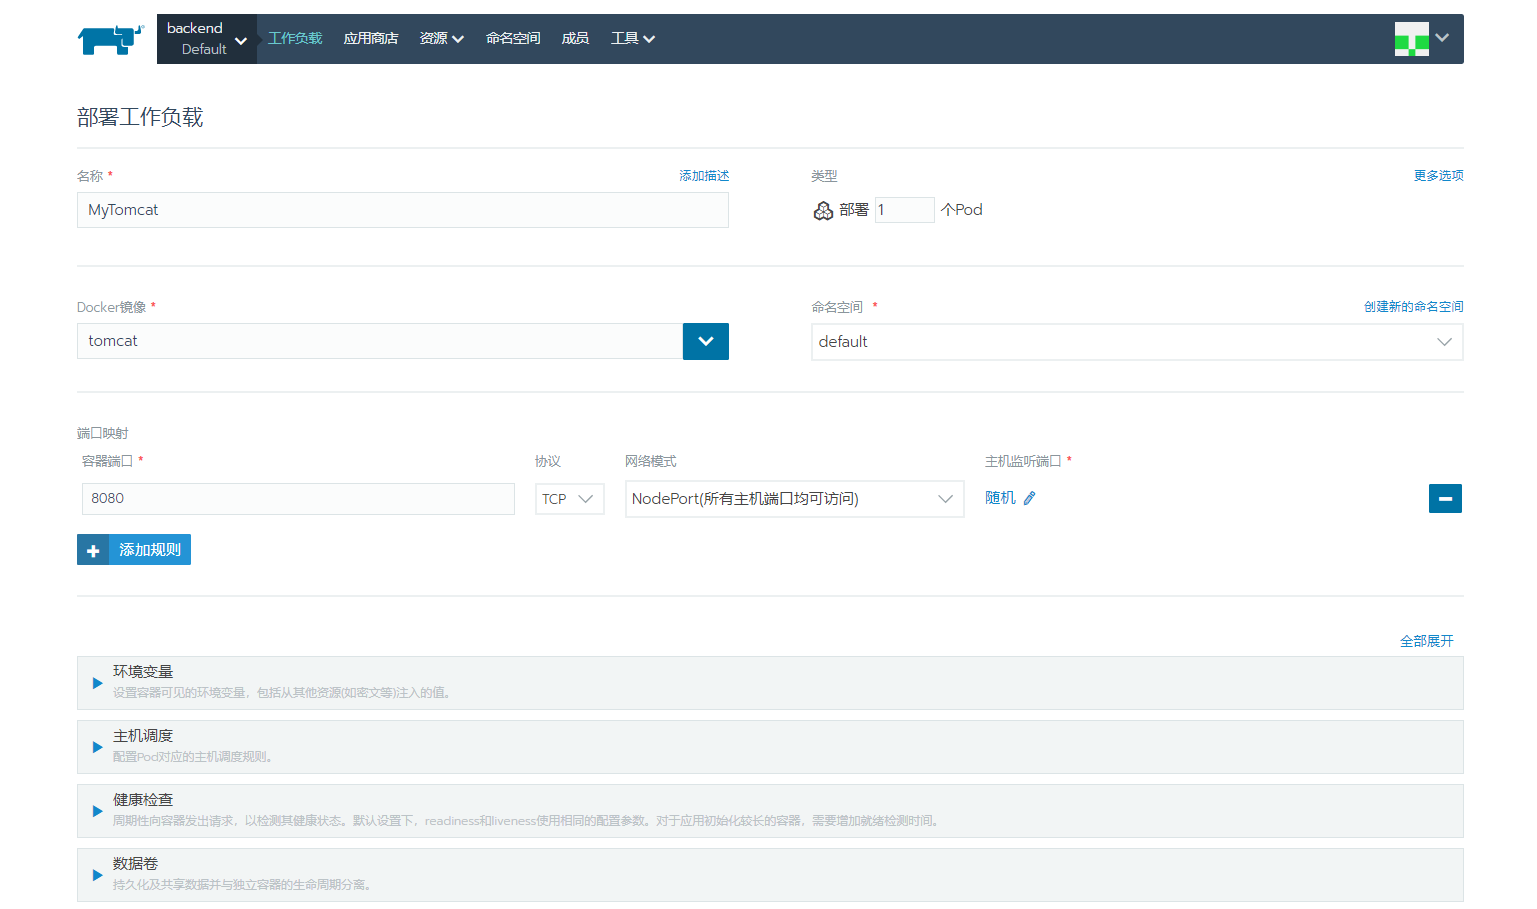 backend
Default
工作负载 应用商店 资源 命名空间 成员 工具
部署工作负载
名称 * 添加描述 类型 更多选项
MyTomcat 部署 1 个Pod
Docker镜像 * 命名空间 * 创建新的命名空间
tomcat default
端口映射
容器端口 * 协议 网络模式 主机监听端口 *
8080 TCP NodePort(所有主机端口均可访问) 随机
添加规则
全部展开
环境变量
设置容器可见的环境变量，包括从其他资源(如密文等)注入的值。
主机调度
配置Pod对应的主机调度规则。
健康检查
周期性向容器发出请求，以检测其健康状态。默认设置下，readiness和liveness使用相同的配置参数。对于应用初始化较长的容器，需要增加就绪检测时间。
数据卷
持久化及共享数据并与独立容器的生命周期分离。